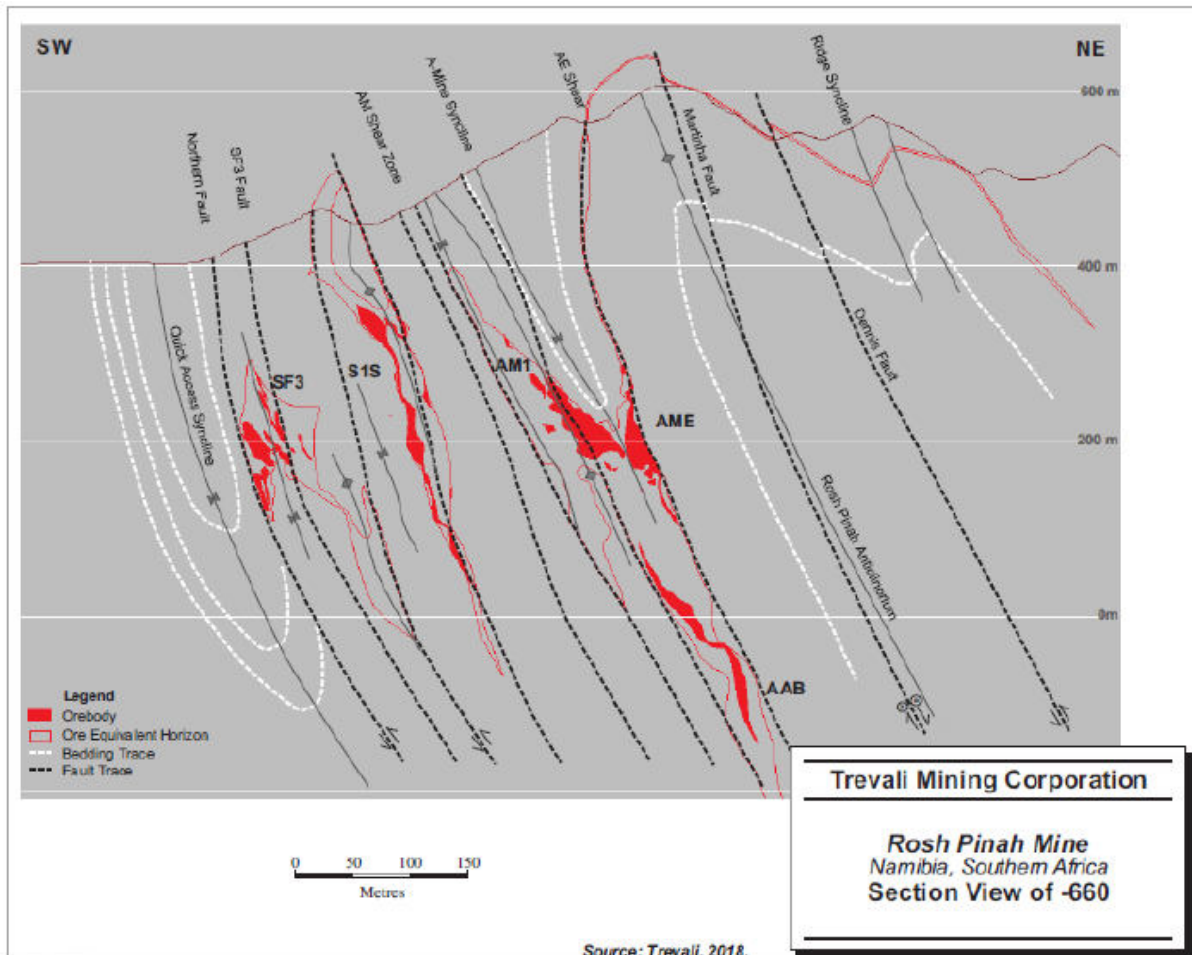 SW
NE
Ridge Syncline
AE Shear
A-Mine Syncline
600 m
AM Shear Zone
Martinha Fault
SF3 Fault
Northern Fault
400 m
Dennis Fault
Quick Access Syncline
SF3
S1S
AM1
AME
200 m
Rosh Pinah Anticlinorium
0m
AAB
Legend
Orebody
Ore Equivalent Horizon
Bedding Trace
Fault Trace
0 50 100 150
Metres
Trevali Mining Corporation
Rosh Pinah Mine
Namibia, Southern Africa
Section View of -660
Source: Trevali, 2018.